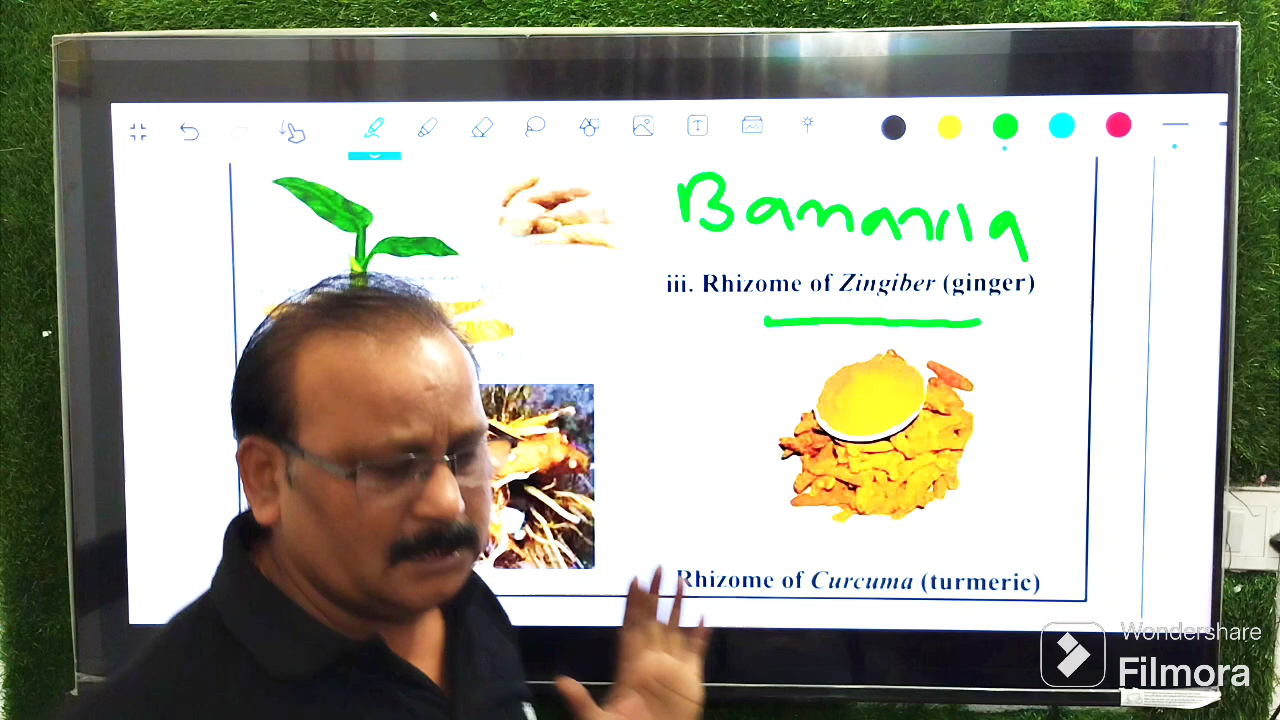 Banana
iii. Rhizome of Zingiber (ginger)
Rhizome of Curcuma (turmeric)
Wondershare
Filmora